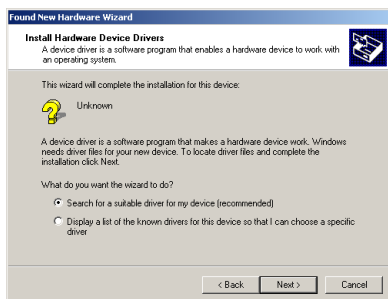 Found New Hardware Wizard
Install Hardware Device Drivers
A device driver is a software program that enables a hardware device to work with
an operating system.
This wizard will complete the installation for this device:
Unknown
A device driver is a software program that makes a hardware device work. Windows
needs driver files for your new device. To locate driver files and complete the
installation click Next.
What do you want the wizard to do?
Search for a suitable driver for my device (recommended)
Display a list of the known drivers for this device so that I can choose a specific
driver
< Back Next > Cancel